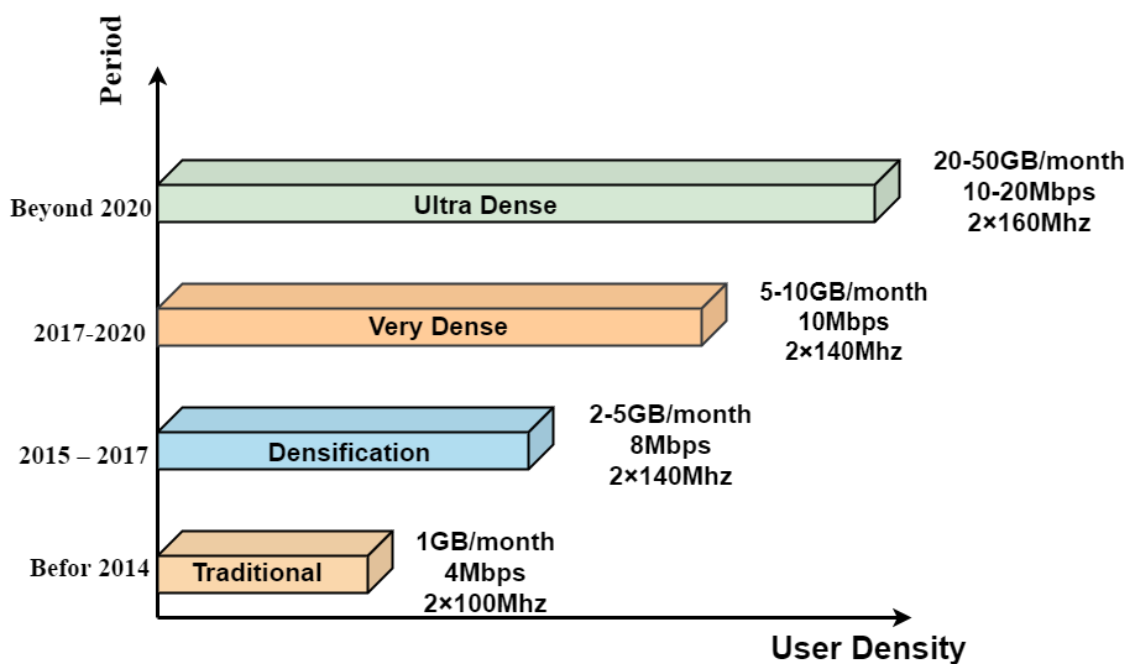 Period
Beyond 2020
Ultra Dense
20-50GB/month
10-20Mbps
2×160Mhz
2017-2020
Very Dense
5-10GB/month
10Mbps
2×140Mhz
2015 – 2017
Densification
2-5GB/month
8Mbps
2×140Mhz
Befor 2014
Traditional
1GB/month
4Mbps
2×100Mhz
User Density